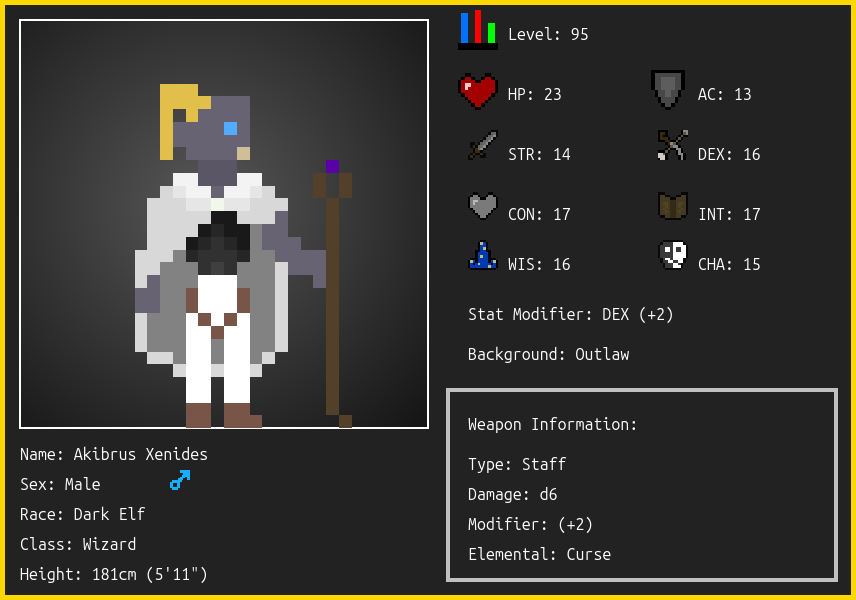 Level: 95
HP: 23
AC: 13
STR: 14
DEX: 16
CON: 17
INT: 17
WIS: 16
CHA: 15
Stat Modifier: DEX (+2)
Background: Outlaw
Weapon Information:
Type: Staff
Damage: d6
Modifier: (+2)
Elemental: Curse
Name: Akibrus Xenides
Sex: Male
Race: Dark Elf
Class: Wizard
Height: 181cm (5'11")